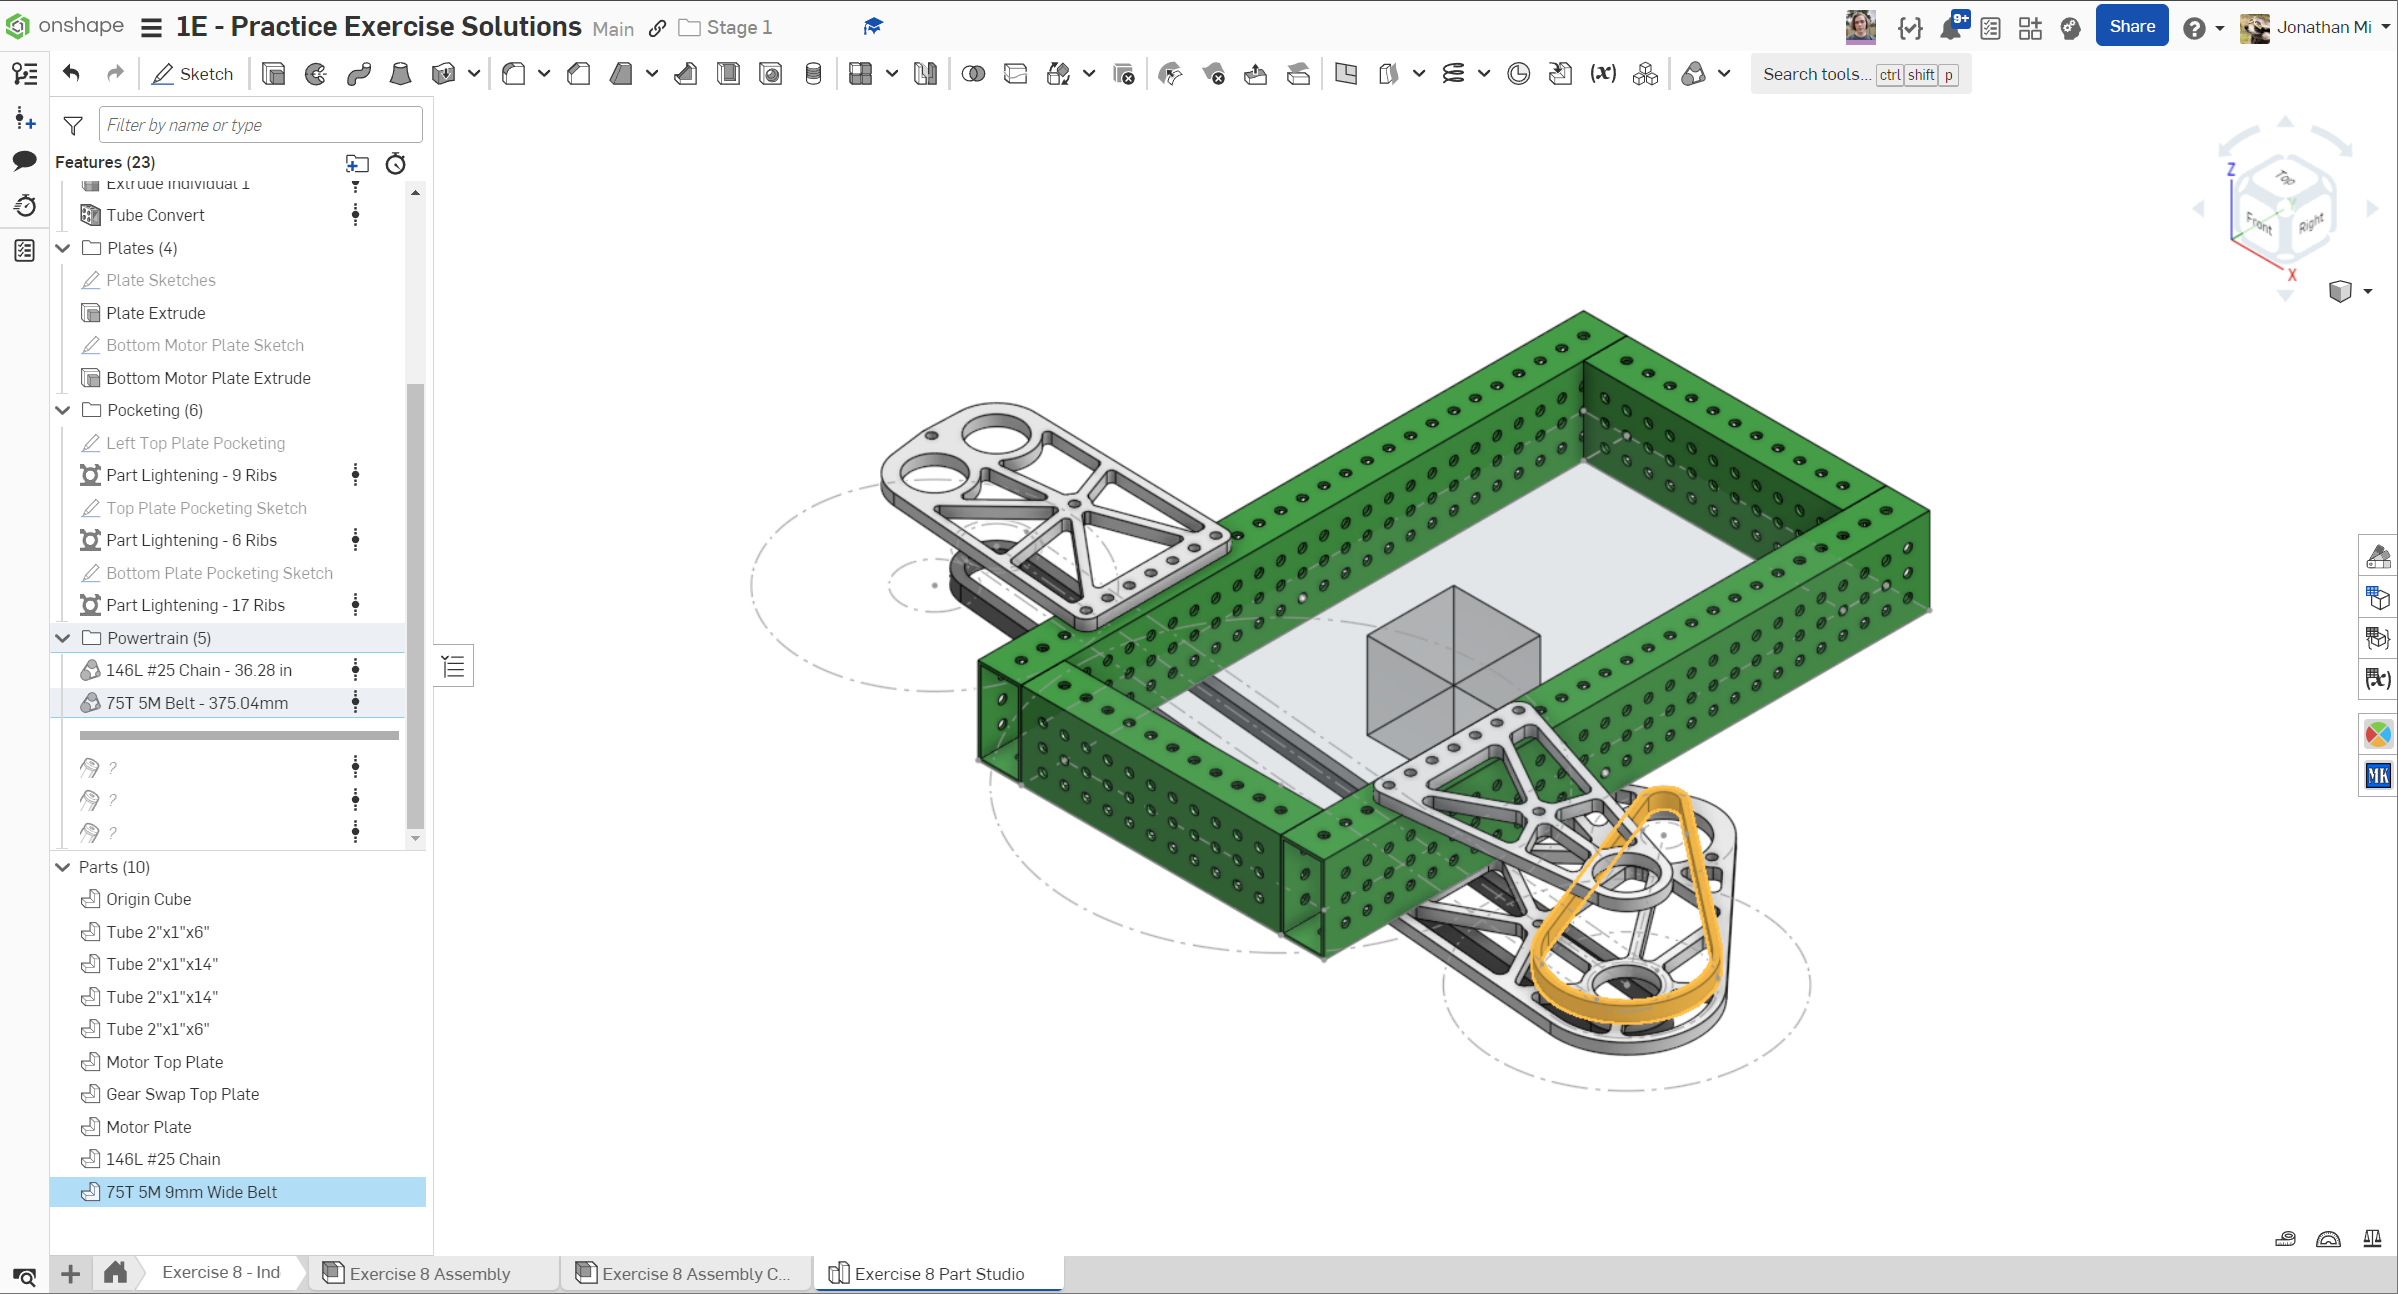 onshape
1E - Practice Exercise Solutions
Main
Stage 1
9+
Share
Jonathan Mi
Sketch
Search tools... ctrl shift p
Filter by name or type
Features (23)
Extrude Individual 1
Tube Convert
Plates (4)
Plate Sketches
Plate Extrude
Bottom Motor Plate Sketch
Bottom Motor Plate Extrude
Pocketing (6)
Left Top Plate Pocketing
Part Lightening - 9 Ribs
Top Plate Pocketing Sketch
Part Lightening - 6 Ribs
Bottom Plate Pocketing Sketch
Part Lightening - 17 Ribs
Powertrain (5)
146L #25 Chain - 36.28 in
75T 5M Belt - 375.04mm
?
?
?
Parts (10)
Origin Cube
Tube 2"x1"x6"
Tube 2"x1"x14"
Tube 2"x1"x14"
Tube 2"x1"x6"
Motor Top Plate
Gear Swap Top Plate
Motor Plate
146L #25 Chain
75T 5M 9mm Wide Belt
Z
Top
Front
Right
X
(x)
(x)
MK
Exercise 8 - Ind
Exercise 8 Assembly
Exercise 8 Assembly C...
Exercise 8 Part Studio